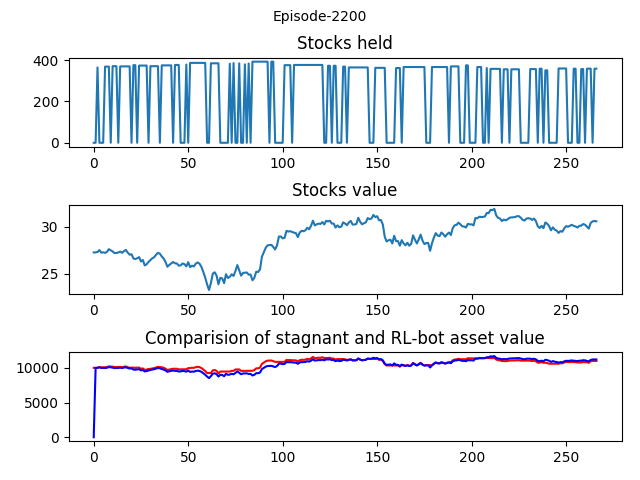 Episode-2200
Stocks held
400
200
0
0 50 100 150 200 250
Stocks value
30
25
0 50 100 150 200 250
Comparision of stagnant and RL-bot asset value
10000
5000
0
0 50 100 150 200 250